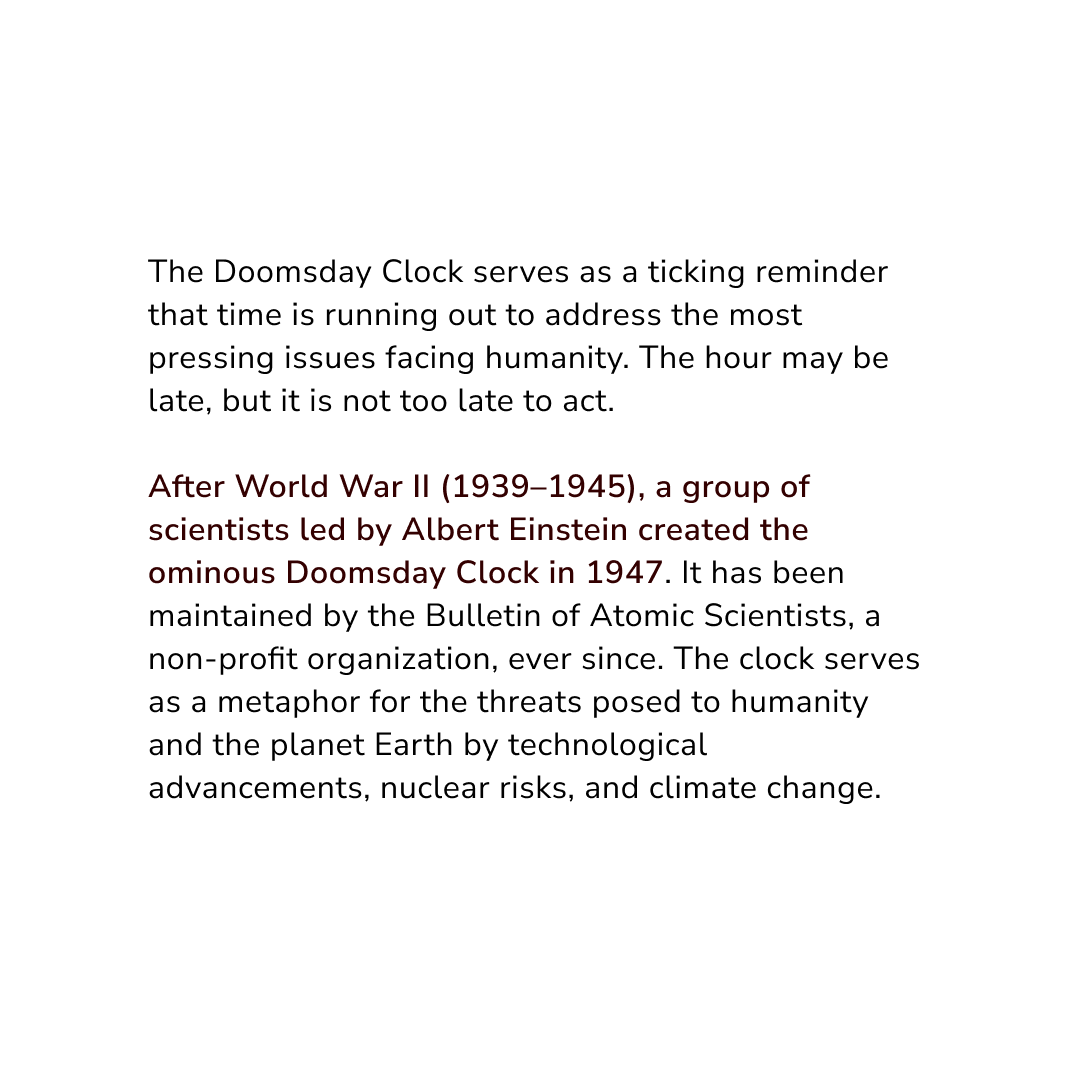 The Doomsday Clock serves as a ticking reminder
that time is running out to address the most
pressing issues facing humanity. The hour may be
late, but it is not too late to act.
After World War II (1939–1945), a group of
scientists led by Albert Einstein created the
ominous Doomsday Clock in 1947. It has been
maintained by the Bulletin of Atomic Scientists, a
non-profit organization, ever since. The clock serves
as a metaphor for the threats posed to humanity
and the planet Earth by technological
advancements, nuclear risks, and climate change.